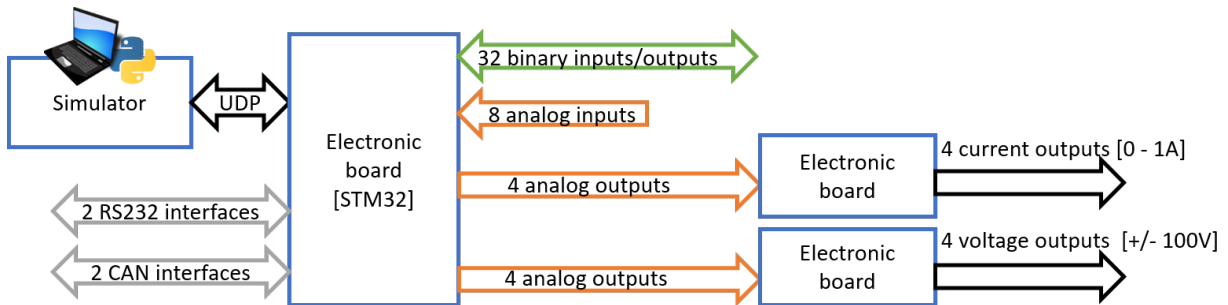 Simulator
UDP
Electronic
board
[STM32]
32 binary inputs/outputs
8 analog inputs
4 analog outputs
Electronic
board
4 current outputs [0 - 1A]
2 RS232 interfaces
2 CAN interfaces
4 analog outputs
Electronic
board
4 voltage outputs [+/- 100V]